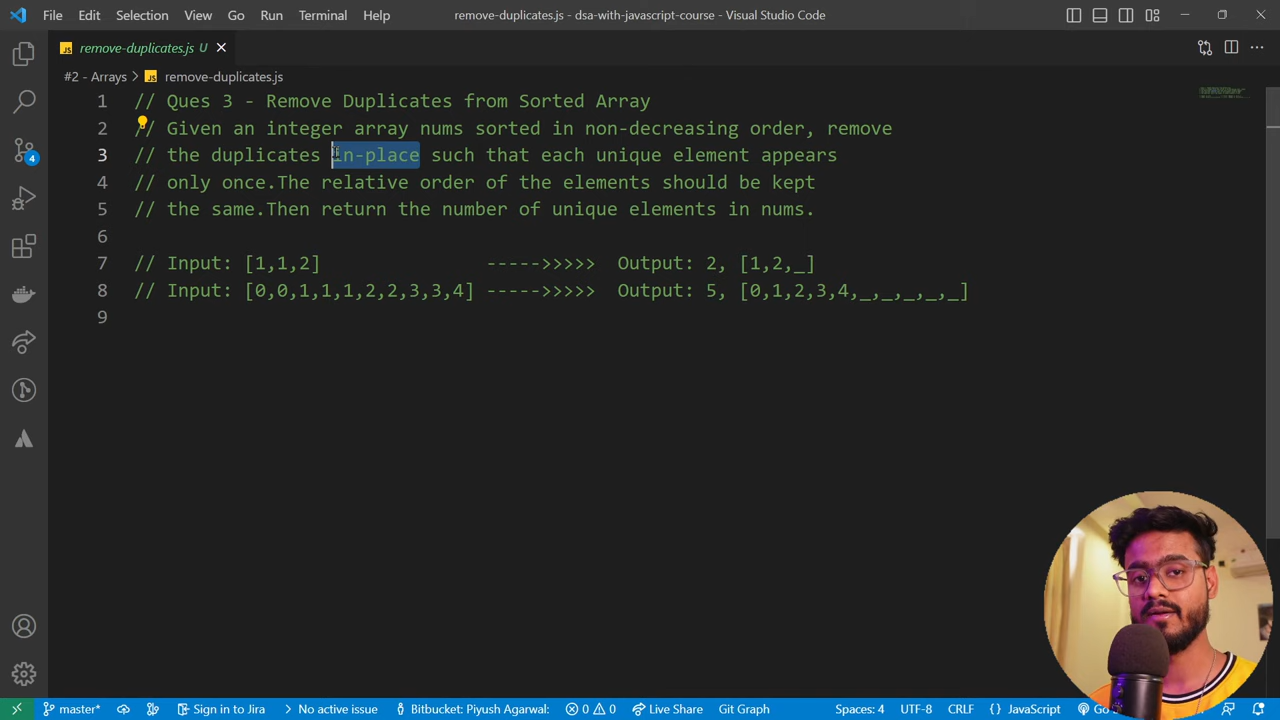 File Edit Selection View Go Run Terminal Help remove-duplicates.js - dsa-with-javascript-course - Visual Studio Code
JS remove-duplicates.js U
#2 - Arrays > JS remove-duplicates.js
1 // Ques 3 - Remove Duplicates from Sorted Array
2 // Given an integer array nums sorted in non-decreasing order, remove
3 // the duplicates in-place such that each unique element appears
4 // only once.The relative order of the elements should be kept
5 // the same.Then return the number of unique elements in nums.
6
7 // Input: [1,1,2] ----->>>>> Output: 2, [1,2,_]
8 // Input: [0,0,1,1,1,2,2,3,3,4] ----->>>>> Output: 5, [0,1,2,3,4,_,_,_,_,_]
9
4
master* Sign in to Jira No active issue Bitbucket: Piyush Agarwal: 0 0 Live Share Git Graph Spaces: 4 UTF-8 CRLF {} JavaScript Go